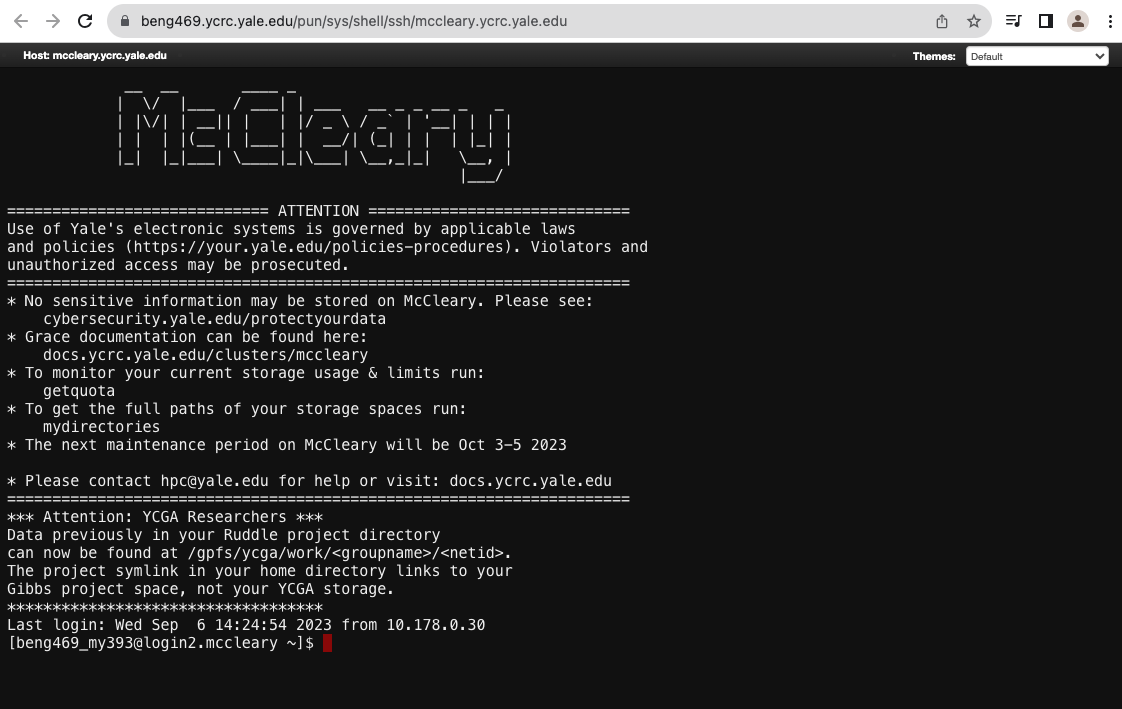 beng469.ycrc.yale.edu/pun/sys/shell/ssh/mccleary.ycrc.yale.edu
Host: mccleary.ycrc.yale.edu
Themes: Default
McCleary
============================= ATTENTION =============================
Use of Yale's electronic systems is governed by applicable laws
and policies (https://your.yale.edu/policies-procedures). Violators and
unauthorized access may be prosecuted.
=====================================================================
* No sensitive information may be stored on McCleary. Please see:
cybersecurity.yale.edu/protectyourdata
* Grace documentation can be found here:
docs.ycrc.yale.edu/clusters/mccleary
* To monitor your current storage usage & limits run:
getquota
* To get the full paths of your storage spaces run:
mydirectories
* The next maintenance period on McCleary will be Oct 3-5 2023
* Please contact hpc@yale.edu for help or visit: docs.ycrc.yale.edu
=====================================================================
*** Attention: YCGA Researchers ***
Data previously in your Ruddle project directory
can now be found at /gpfs/ycga/work/<groupname>/<netid>.
The project symlink in your home directory links to your
Gibbs project space, not your YCGA storage.
***********************************
Last login: Wed Sep  6 14:24:54 2023 from 10.178.0.30
[beng469_my393@login2.mccleary ~]$